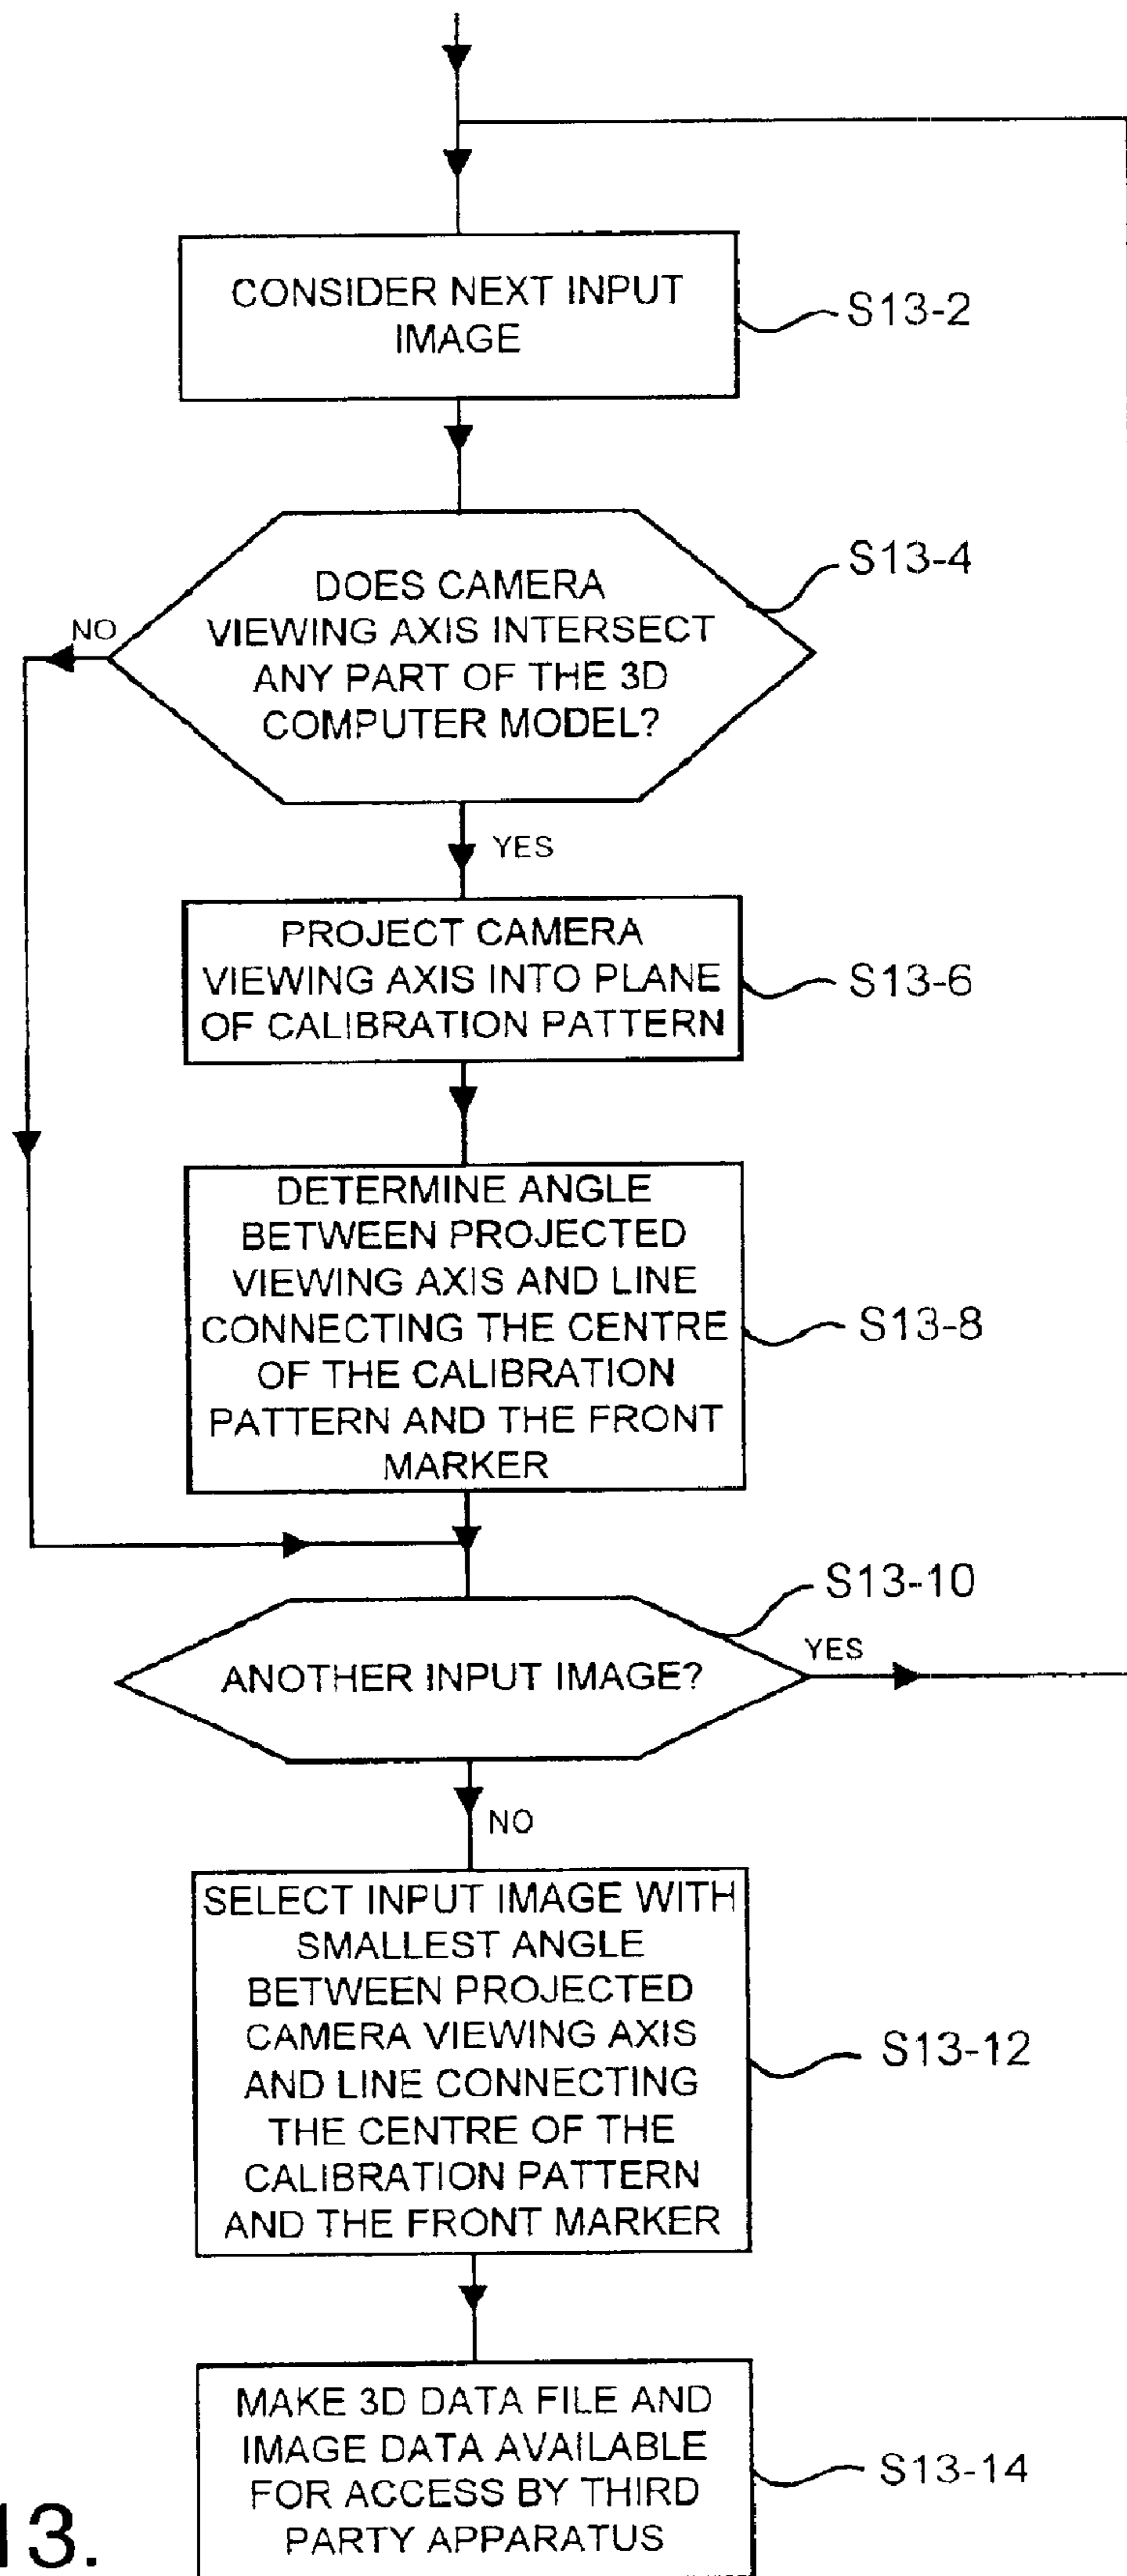 CONSIDER NEXT INPUT
IMAGE
S13-2
DOES CAMERA
VIEWING AXIS INTERSECT
ANY PART OF THE 3D
COMPUTER MODEL?
S13-4
NO
YES
PROJECT CAMERA
VIEWING AXIS INTO PLANE
OF CALIBRATION PATTERN
S13-6
DETERMINE ANGLE
BETWEEN PROJECTED
VIEWING AXIS AND LINE
CONNECTING THE CENTRE
OF THE CALIBRATION
PATTERN AND THE FRONT
MARKER
S13-8
S13-10
ANOTHER INPUT IMAGE?
YES
NO
SELECT INPUT IMAGE WITH
SMALLEST ANGLE
BETWEEN PROJECTED
CAMERA VIEWING AXIS
AND LINE CONNECTING
THE CENTRE OF THE
CALIBRATION PATTERN
AND THE FRONT MARKER
S13-12
MAKE 3D DATA FILE AND
IMAGE DATA AVAILABLE
FOR ACCESS BY THIRD
PARTY APPARATUS
S13-14
13.